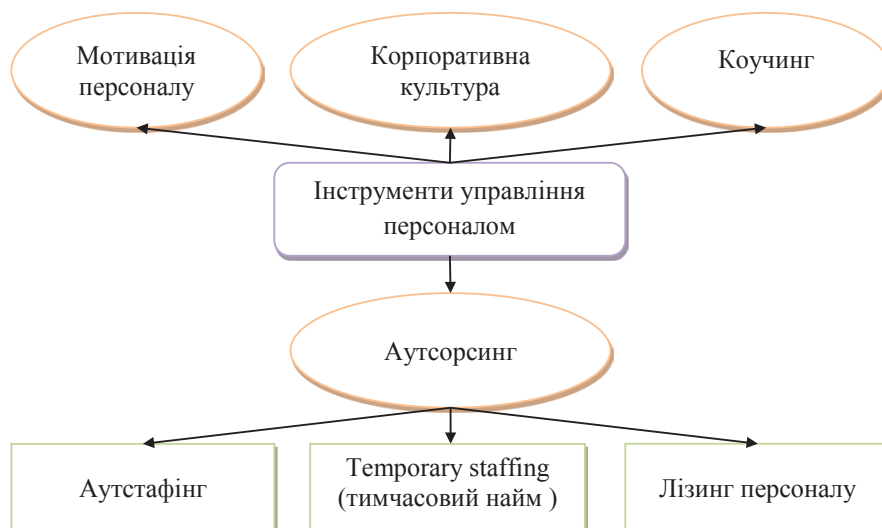 Мотивація
персоналу
Корпоративна
культура
Коучинг
Інструменти управління
персоналом
Аутсорсинг
Аутстафінг
Temporary staffing
(тимчасовий найм )
Лізинг персоналу